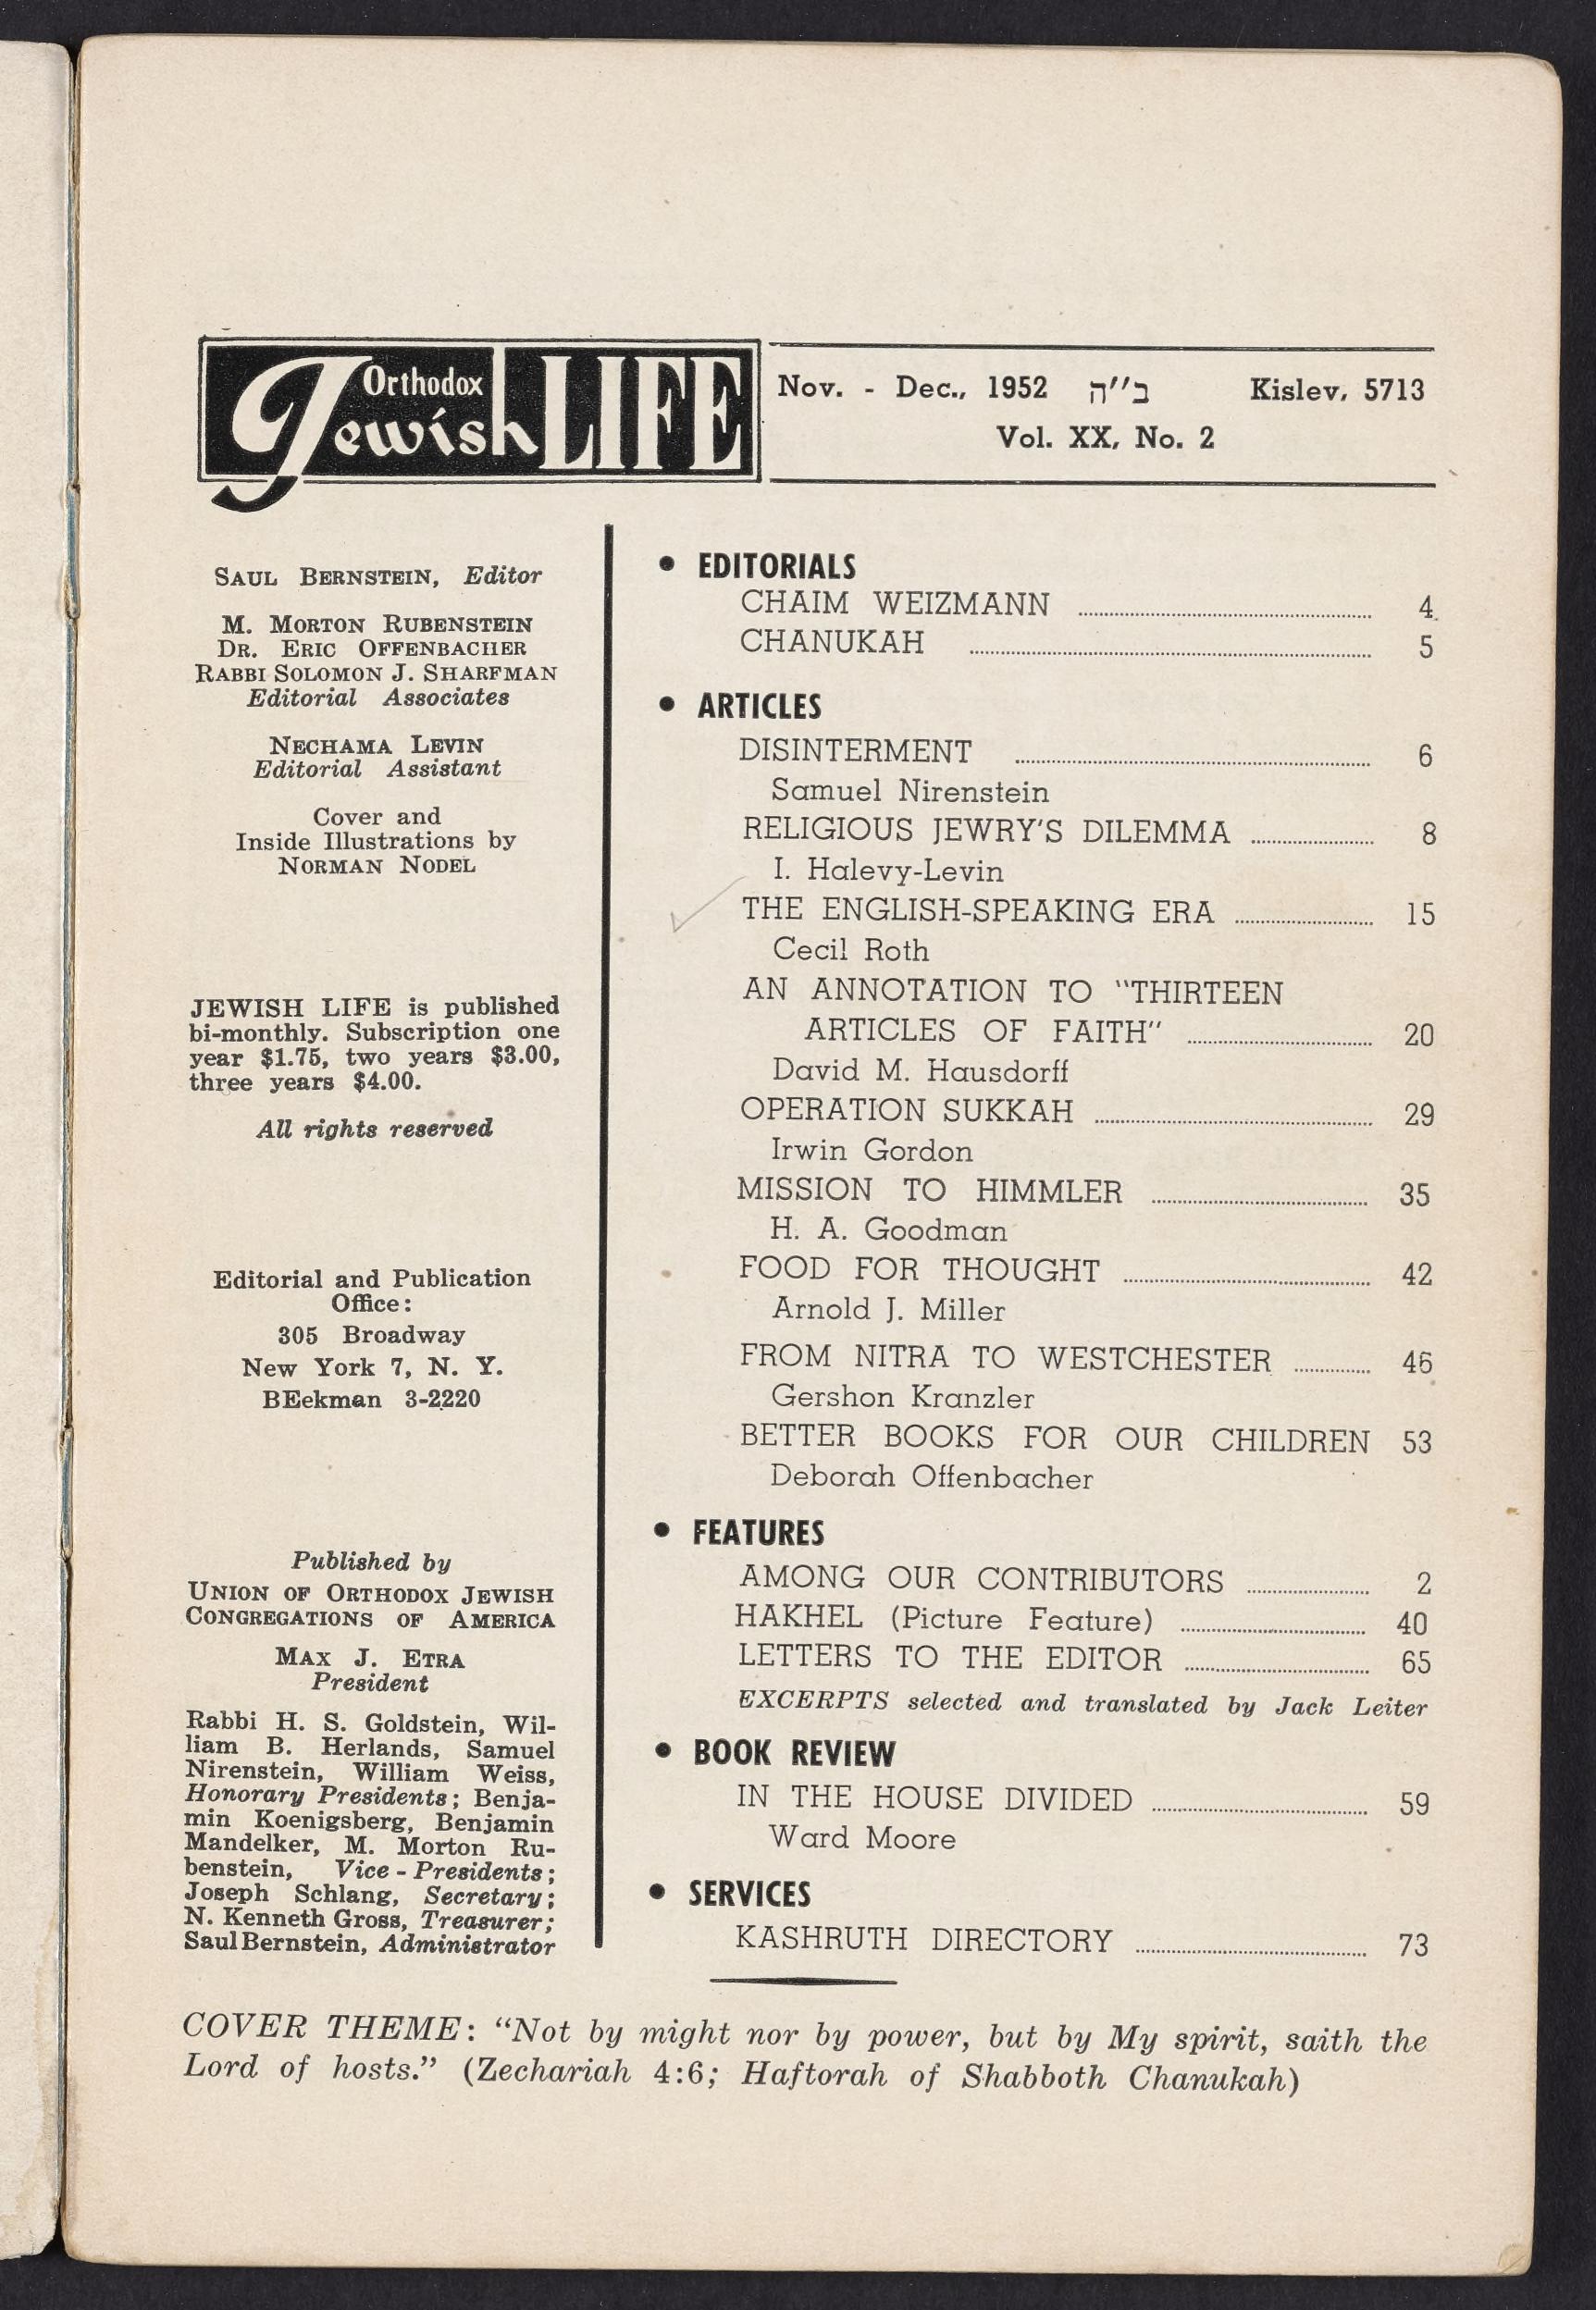 Orthodox
Jewish LIFE
Nov. - Dec., 1952 ב״ה Kislev, 5713
Vol. XX, No. 2
SAUL BERNSTEIN, Editor
M. MORTON RUBENSTEIN
DR. ERIC OFFENBACHER
RABBI SOLOMON J. SHARFMAN
Editorial Associates
NECHAMA LEVIN
Editorial Assistant
Cover and
Inside Illustrations by
NORMAN NODEL
JEWISH LIFE is published
bi-monthly. Subscription one
year $1.75, two years $3.00,
three years $4.00.
All rights reserved
Editorial and Publication
Office:
305 Broadway
New York 7, N. Y.
BEekman 3-2220
Published by
UNION OF ORTHODOX JEWISH
CONGREGATIONS OF AMERICA
MAX J. ETRA
President
Rabbi H. S. Goldstein, Wil-
liam B. Herlands, Samuel
Nirenstein, William Weiss,
Honorary Presidents; Benja-
min Koenigsberg, Benjamin
Mandelker, M. Morton Ru-
benstein, Vice - Presidents;
Joseph Schlang, Secretary;
N. Kenneth Gross, Treasurer;
Saul Bernstein, Administrator
• EDITORIALS
CHAIM WEIZMANN 4
CHANUKAH 5
• ARTICLES
DISINTERMENT 6
Samuel Nirenstein
RELIGIOUS JEWRY'S DILEMMA 8
I. Halevy-Levin
THE ENGLISH-SPEAKING ERA 15
Cecil Roth
AN ANNOTATION TO "THIRTEEN
ARTICLES OF FAITH" 20
David M. Hausdorff
OPERATION SUKKAH 29
Irwin Gordon
MISSION TO HIMMLER 35
H. A. Goodman
FOOD FOR THOUGHT 42
Arnold J. Miller
FROM NITRA TO WESTCHESTER 46
Gershon Kranzler
BETTER BOOKS FOR OUR CHILDREN 53
Deborah Offenbacher
• FEATURES
AMONG OUR CONTRIBUTORS 2
HAKHEL (Picture Feature) 40
LETTERS TO THE EDITOR 65
EXCERPTS selected and translated by Jack Leiter
• BOOK REVIEW
IN THE HOUSE DIVIDED 59
Ward Moore
• SERVICES
KASHRUTH DIRECTORY 73
COVER THEME: "Not by might nor by power, but by My spirit, saith the
Lord of hosts." (Zechariah 4:6; Haftorah of Shabboth Chanukah)